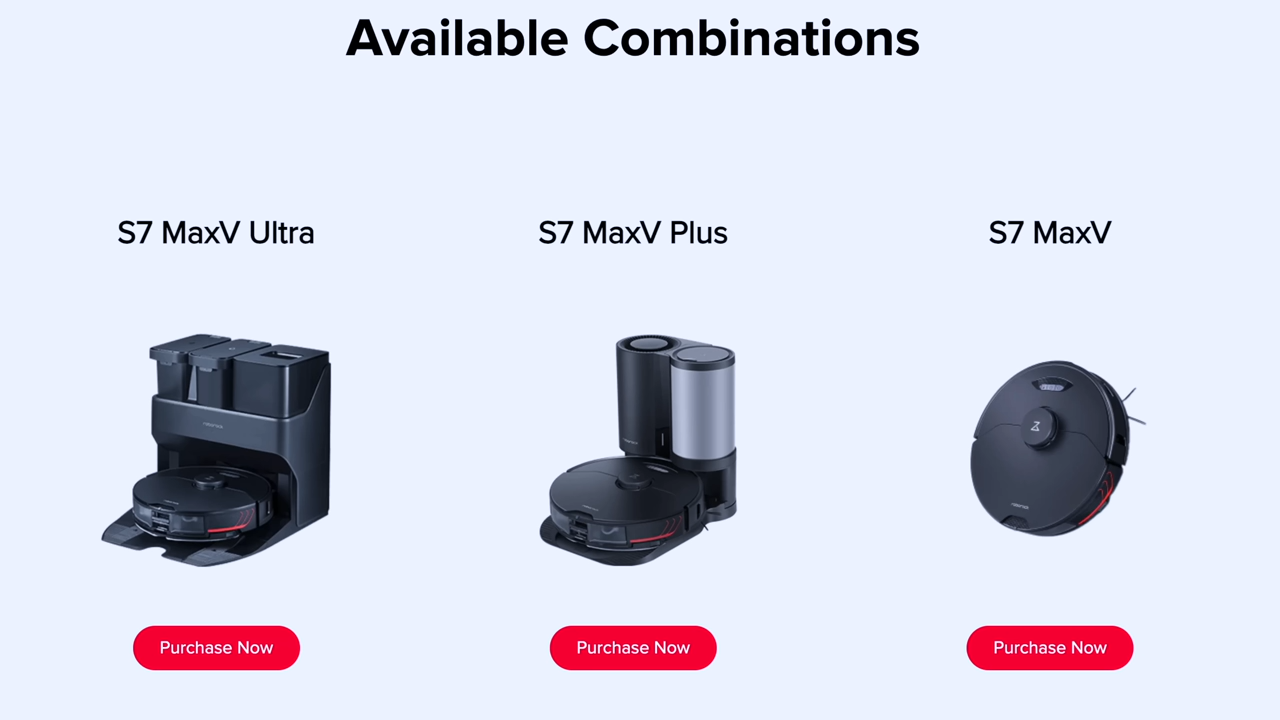 Available Combinations
S7 MaxV Ultra
S7 MaxV Plus
S7 MaxV
Purchase Now
Purchase Now
Purchase Now